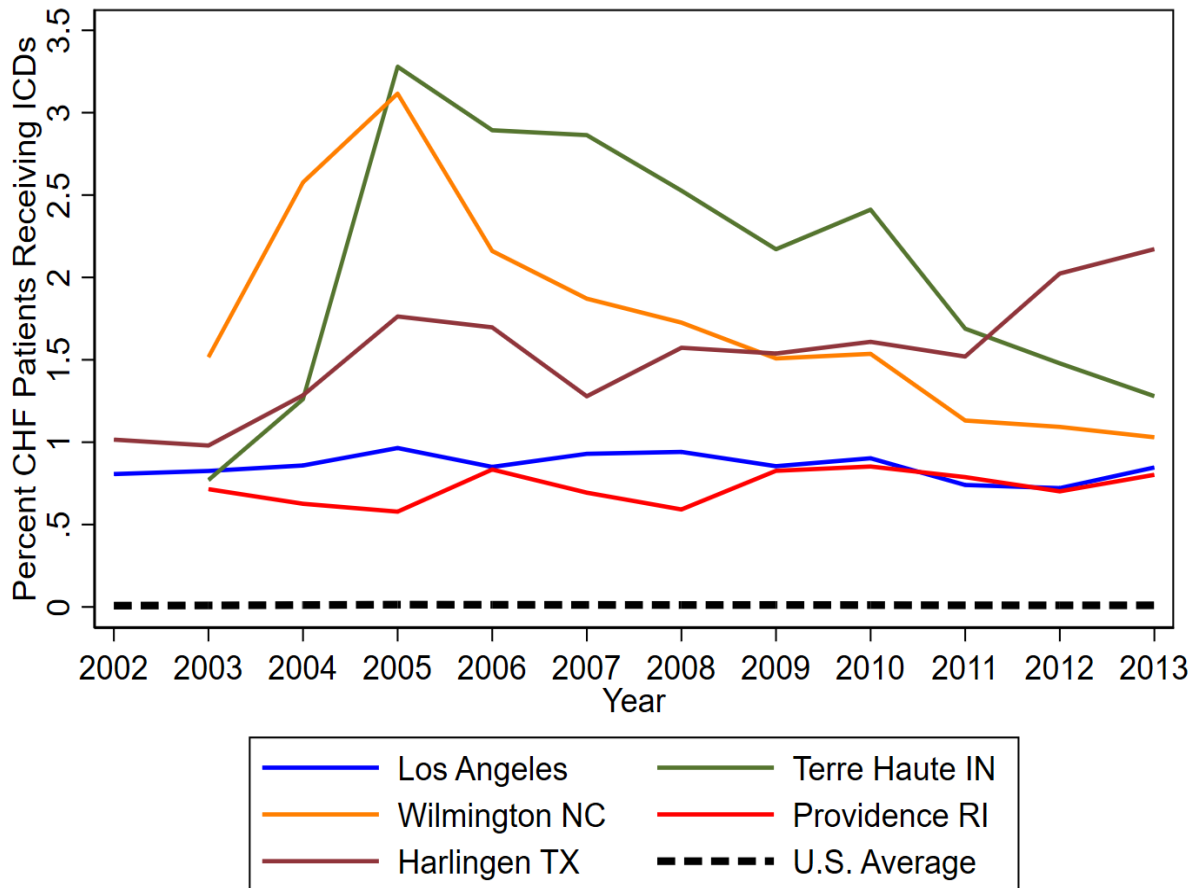 Percent CHF Patients Receiving ICDs
3.5
3
2.5
2
1.5
1
.5
0
2002 2003 2004 2005 2006 2007 2008 2009 2010 2011 2012 2013
Year
Los Angeles Terre Haute IN
Wilmington NC Providence RI
Harlingen TX U.S. Average